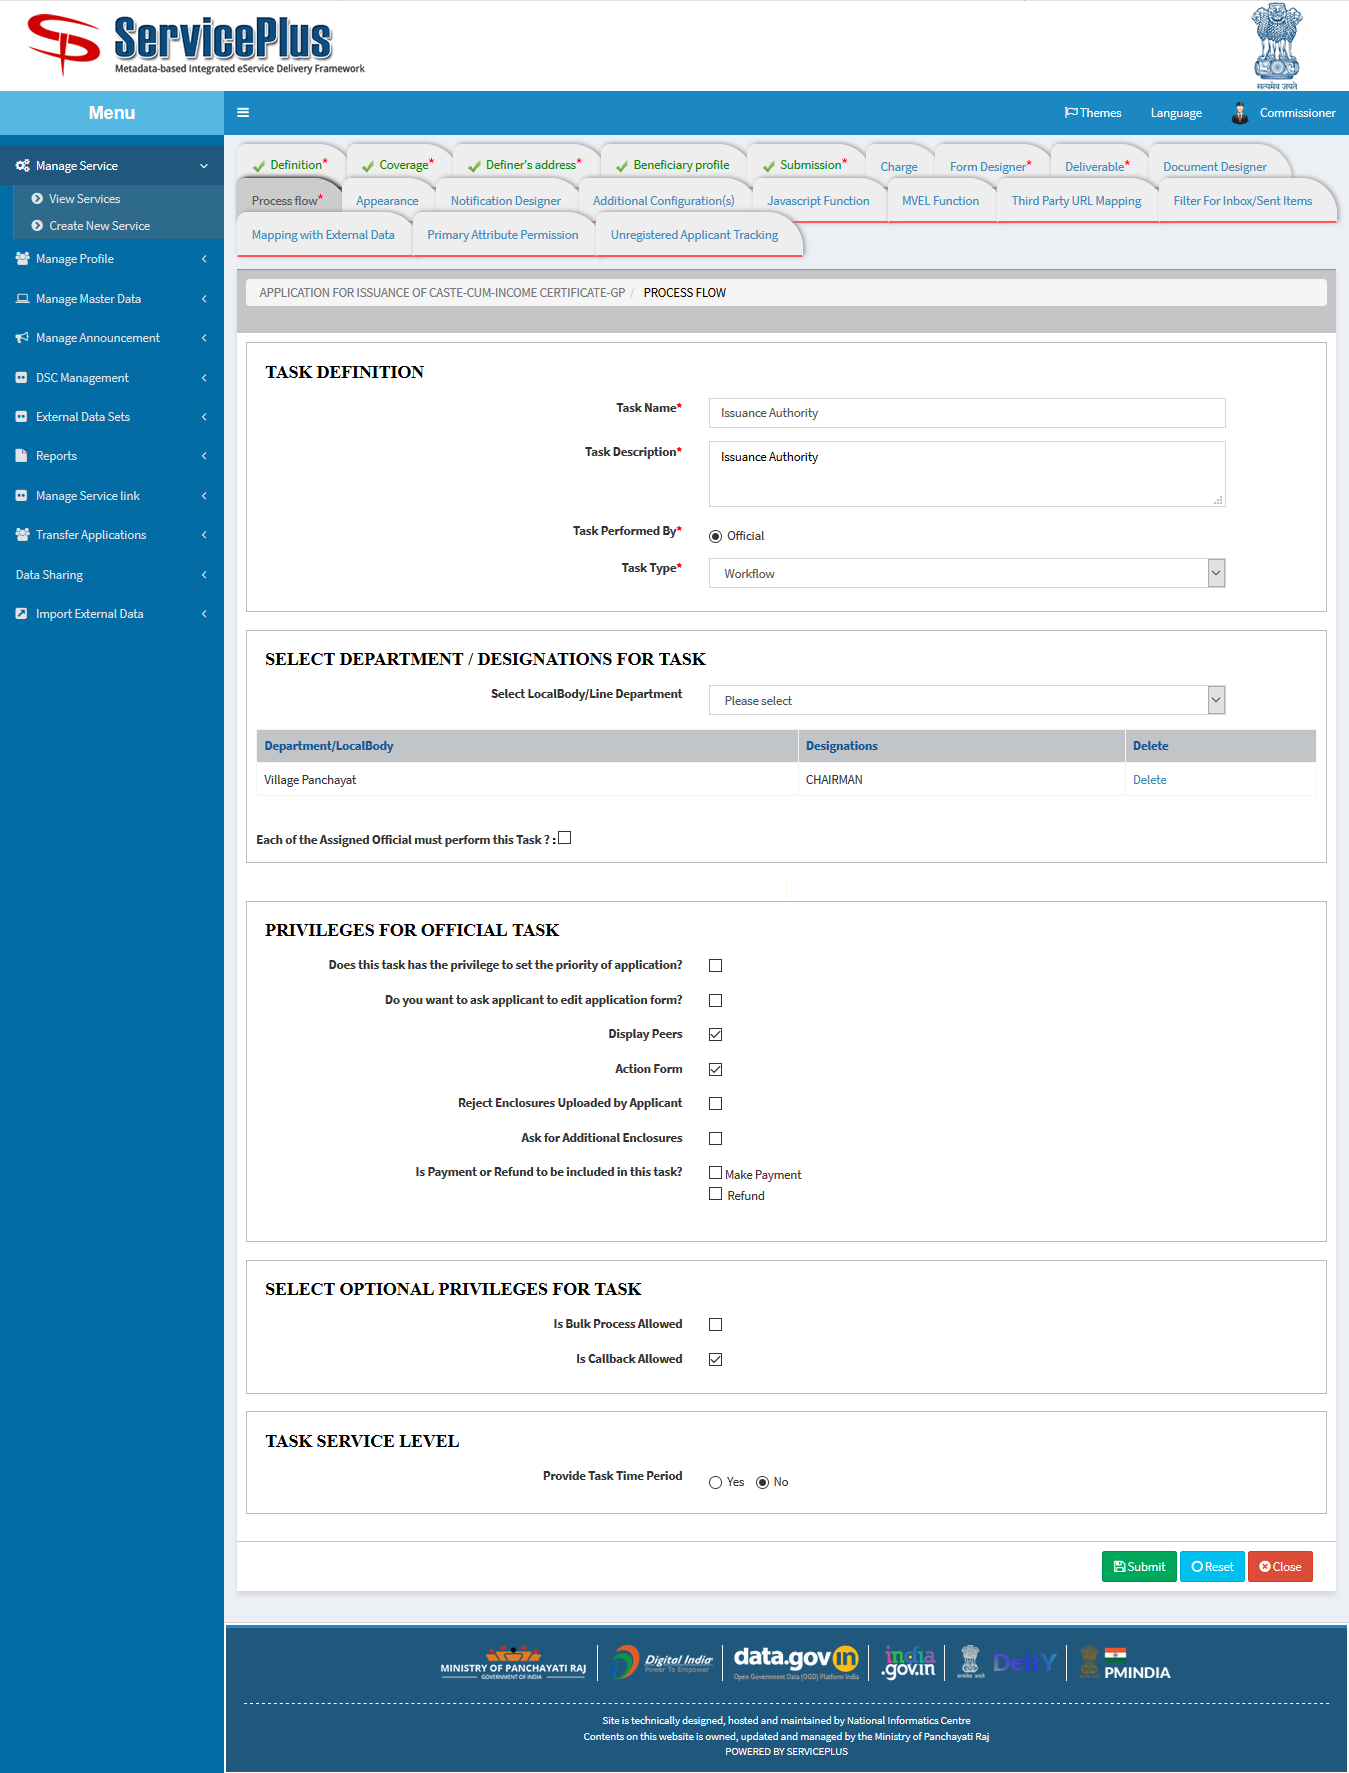 ServicePlus
Metadata-based Integrated eService Delivery Framework
सत्यमेव जयते
Menu
Themes Language Commissioner
Manage Service
View Services
Create New Service
Manage Profile
Manage Master Data
Manage Announcement
DSC Management
External Data Sets
Reports
Manage Service link
Transfer Applications
Data Sharing
Import External Data
Definition* Coverage* Definer's address* Beneficiary profile Submission* Charge Form Designer* Deliverable* Document Designer
Process flow* Appearance Notification Designer Additional Configuration(s) Javascript Function MVEL Function Third Party URL Mapping Filter For Inbox/Sent Items
Mapping with External Data Primary Attribute Permission Unregistered Applicant Tracking
APPLICATION FOR ISSUANCE OF CASTE-CUM-INCOME CERTIFICATE-GP / PROCESS FLOW
TASK DEFINITION
Task Name* Issuance Authority
Task Description* Issuance Authority
Task Performed By* Official
Task Type* Workflow
SELECT DEPARTMENT / DESIGNATIONS FOR TASK
Select LocalBody/Line Department Please select
Department/LocalBody Designations Delete
Village Panchayat CHAIRMAN Delete
Each of the Assigned Official must perform this Task ? :
PRIVILEGES FOR OFFICIAL TASK
Does this task has the privilege to set the priority of application?
Do you want to ask applicant to edit application form?
Display Peers
Action Form
Reject Enclosures Uploaded by Applicant
Ask for Additional Enclosures
Is Payment or Refund to be included in this task? Make Payment
Refund
SELECT OPTIONAL PRIVILEGES FOR TASK
Is Bulk Process Allowed
Is Callback Allowed
TASK SERVICE LEVEL
Provide Task Time Period Yes No
Submit Reset Close
MINISTRY OF PANCHAYATI RAJ
GOVERNMENT OF INDIA
Digital India
Power To Empower
data.gov in
Open Government Data (OGD) Platform India
india
.gov.in
DeitY
PMINDIA
Site is technically designed, hosted and maintained by National Informatics Centre
Contents on this website is owned, updated and managed by the Ministry of Panchayati Raj
POWERED BY SERVICEPLUS